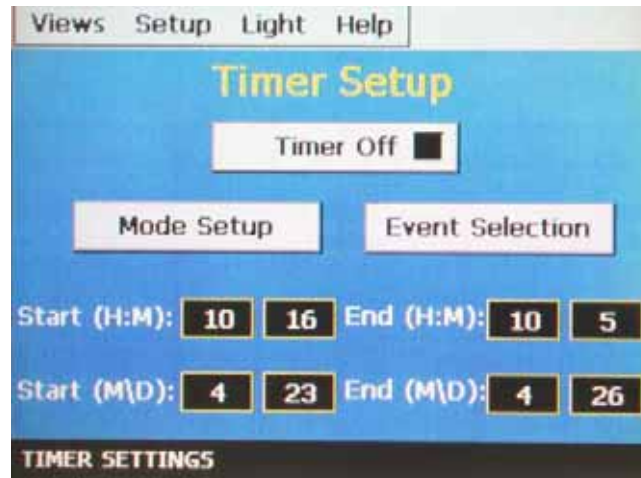 Views Setup Light Help
Timer Setup
Timer Off
Mode Setup Event Selection
Start (H:M): 10 16 End (H:M): 10 5
Start (M\D): 4 23 End (M\D): 4 26
TIMER SETTINGS